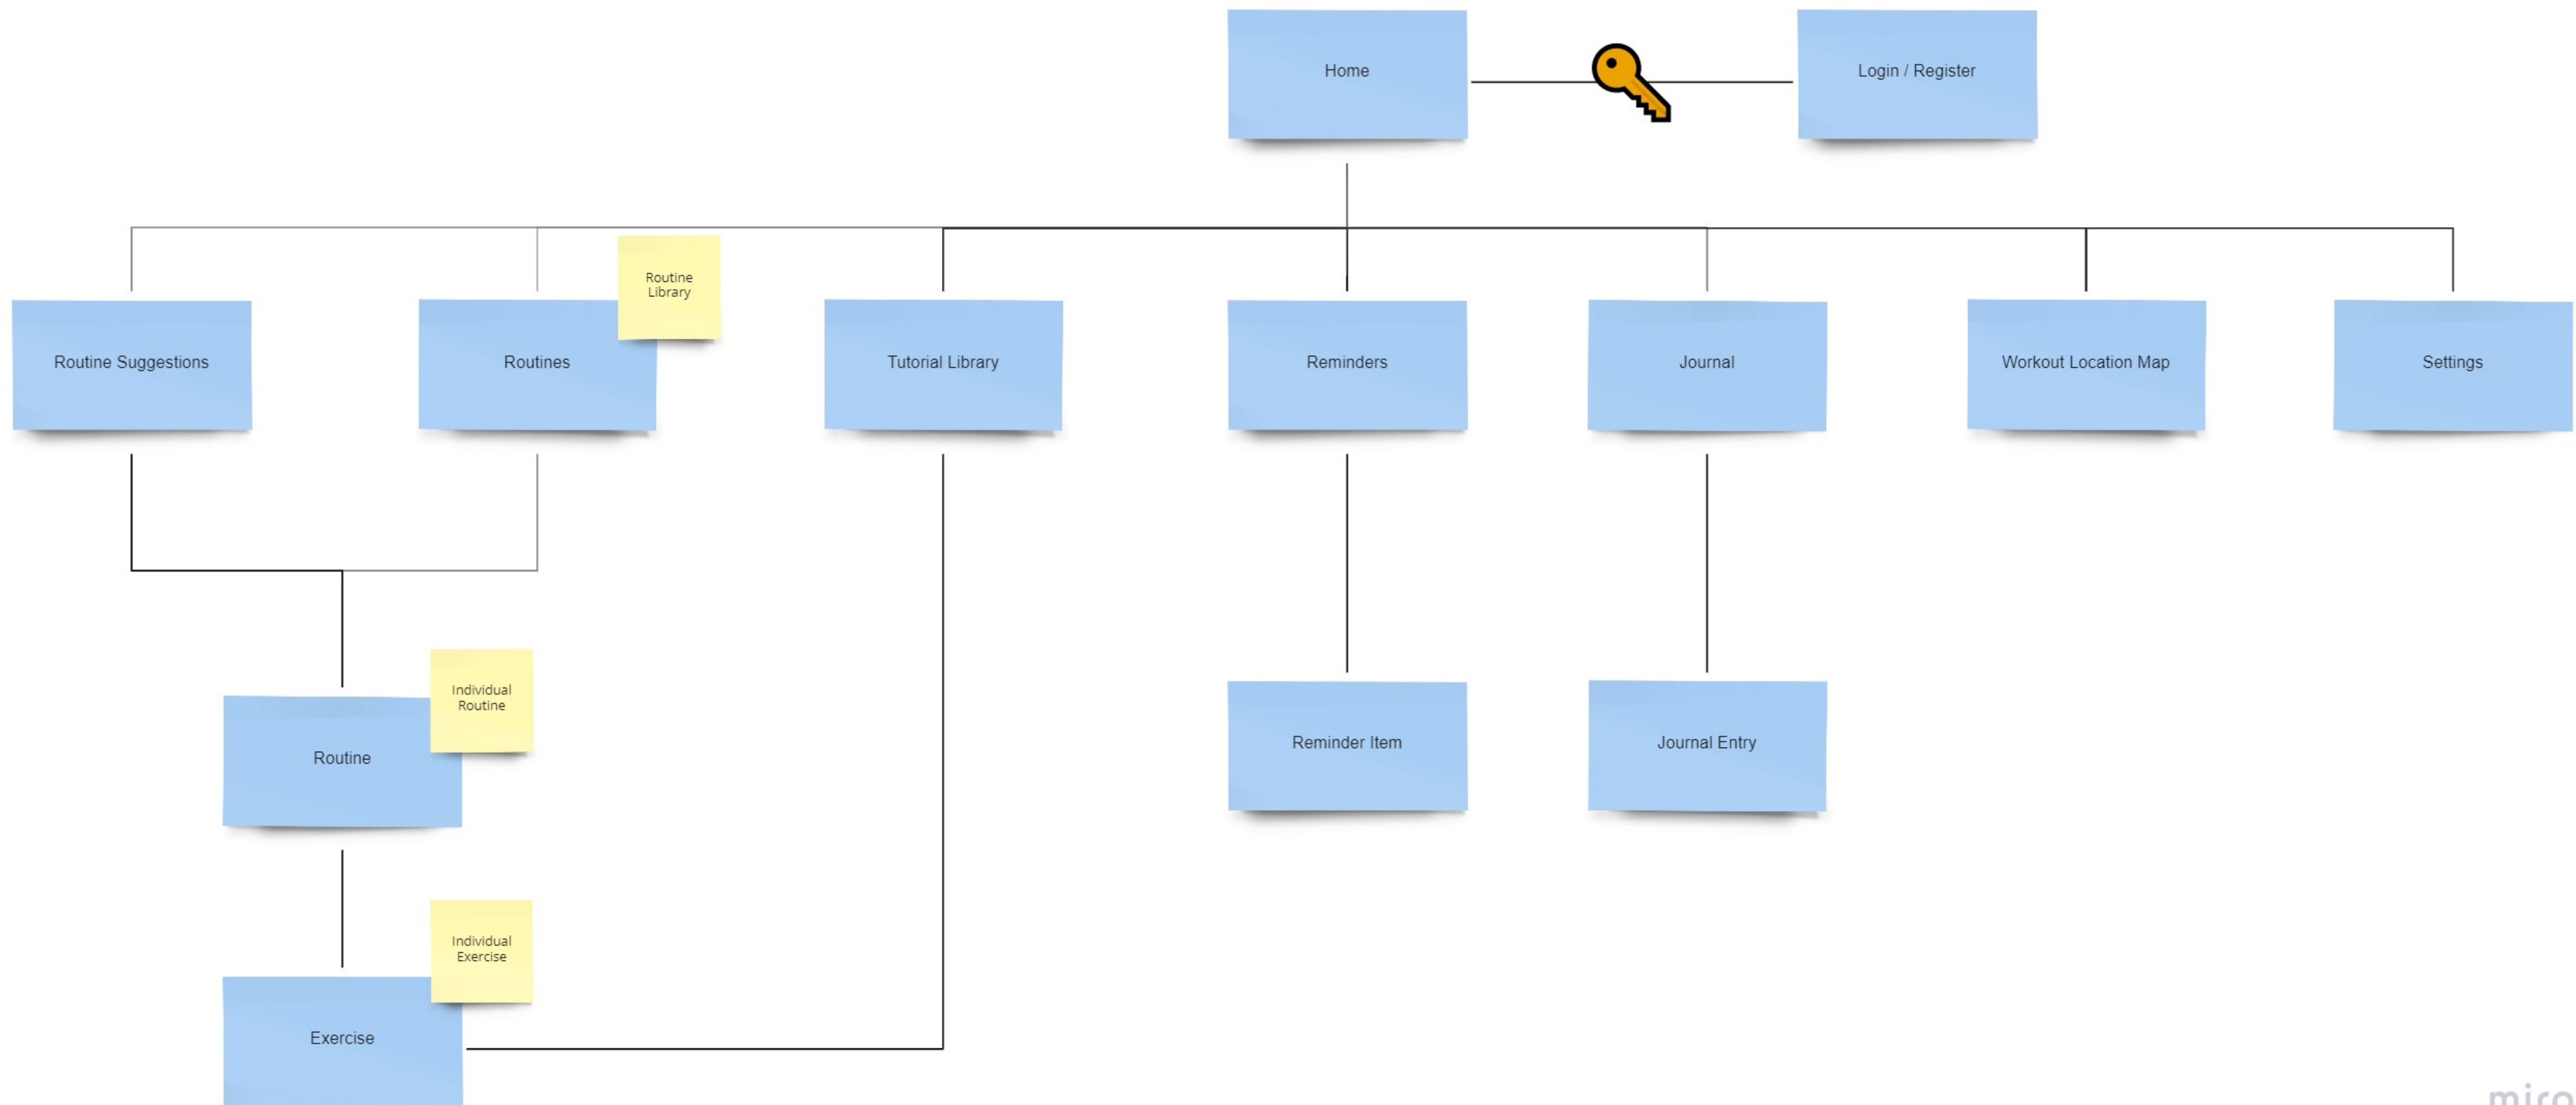 Home
Login / Register
Routine
Library
Routine Suggestions
Routines
Tutorial Library
Reminders
Journal
Workout Location Map
Settings
Individual
Routine
Routine
Reminder Item
Journal Entry
Individual
Exercise
Exercise
miro